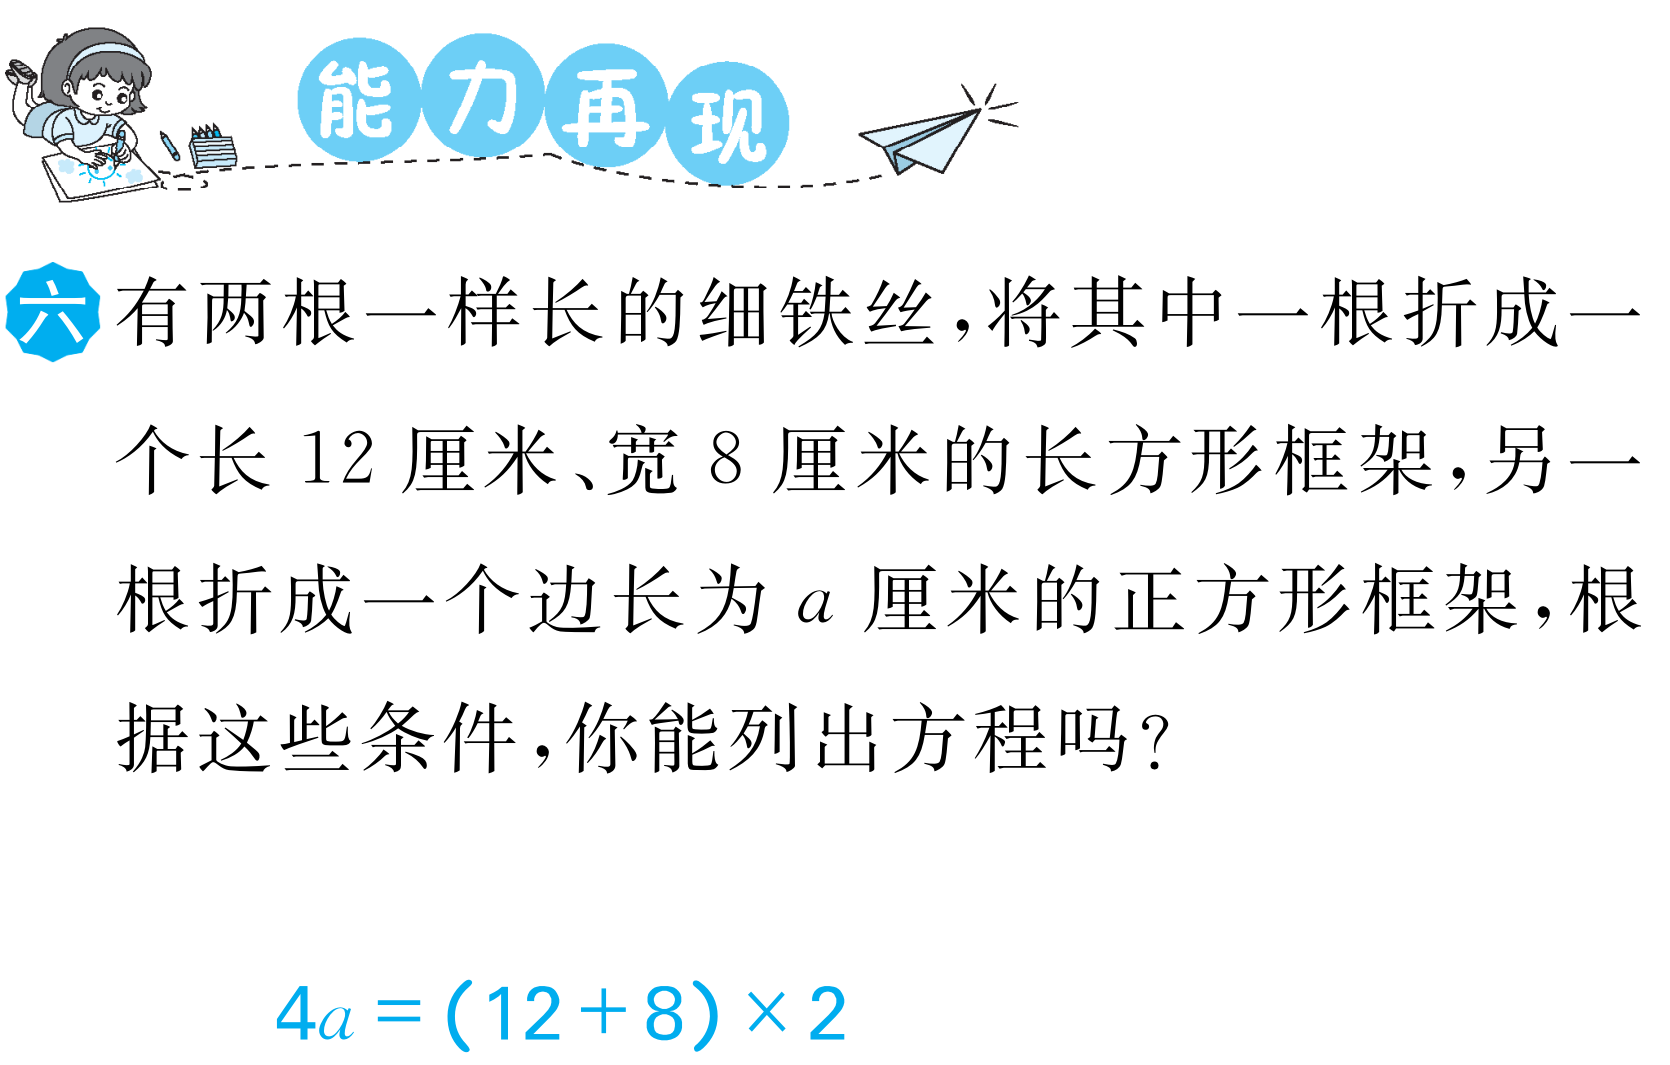 能力再现
六 有两根一样长的细铁丝,将其中一根折成一
个长 12 厘米、宽 8 厘米的长方形框架,另一
根折成一个边长为 a 厘米的正方形框架,根
据这些条件,你能列出方程吗?
4a=(12+8)×2